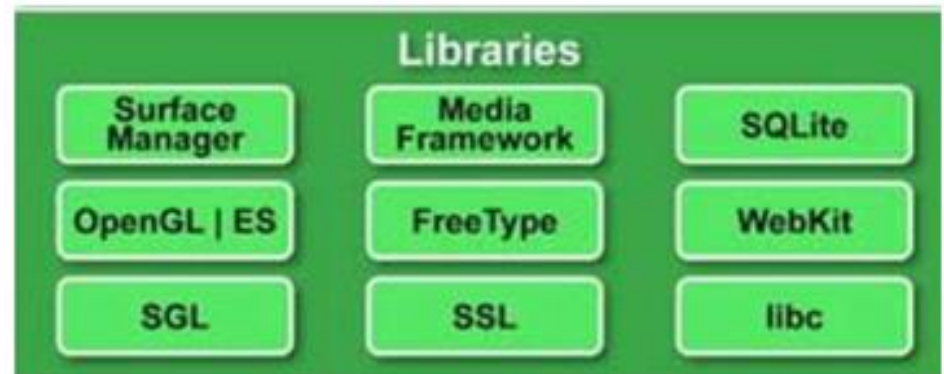 Libraries
Surface
Manager
Media
Framework
SQLite
OpenGL | ES
FreeType
WebKit
SGL
SSL
libc